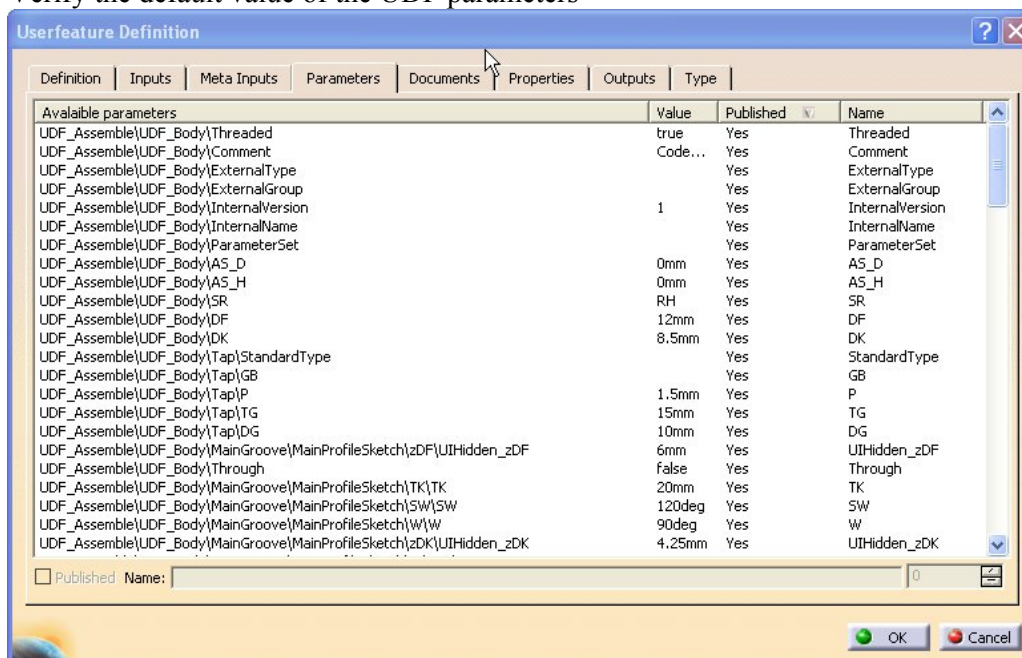 Verify the default value of the UDF parameters
Userfeature Definition
Definition Inputs Meta Inputs Parameters Documents Properties Outputs Type
Avalaible parameters Value Published Name
UDF_Assemble\UDF_Body\Threaded true Yes Threaded
UDF_Assemble\UDF_Body\Comment Code... Yes Comment
UDF_Assemble\UDF_Body\ExternalType Yes ExternalType
UDF_Assemble\UDF_Body\ExternalGroup Yes ExternalGroup
UDF_Assemble\UDF_Body\InternalVersion 1 Yes InternalVersion
UDF_Assemble\UDF_Body\InternalName Yes InternalName
UDF_Assemble\UDF_Body\ParameterSet Yes ParameterSet
UDF_Assemble\UDF_Body\AS_D 0mm Yes AS_D
UDF_Assemble\UDF_Body\AS_H 0mm Yes AS_H
UDF_Assemble\UDF_Body\SR RH Yes SR
UDF_Assemble\UDF_Body\DF 12mm Yes DF
UDF_Assemble\UDF_Body\DK 8.5mm Yes DK
UDF_Assemble\UDF_Body\Tap\StandardType Yes StandardType
UDF_Assemble\UDF_Body\Tap\GB Yes GB
UDF_Assemble\UDF_Body\Tap\P 1.5mm Yes P
UDF_Assemble\UDF_Body\Tap\TG 15mm Yes TG
UDF_Assemble\UDF_Body\Tap\DG 10mm Yes DG
UDF_Assemble\UDF_Body\MainGroove\MainProfileSketch\zDF\UIHidden_zDF 6mm Yes UIHidden_zDF
UDF_Assemble\UDF_Body\Through false Yes Through
UDF_Assemble\UDF_Body\MainGroove\MainProfileSketch\TK\TK 20mm Yes TK
UDF_Assemble\UDF_Body\MainGroove\MainProfileSketch\SW\SW 120deg Yes SW
UDF_Assemble\UDF_Body\MainGroove\MainProfileSketch\W\W 90deg Yes W
UDF_Assemble\UDF_Body\MainGroove\MainProfileSketch\zDK\UIHidden_zDK 4.25mm Yes UIHidden_zDK
Published Name: 0
OK Cancel